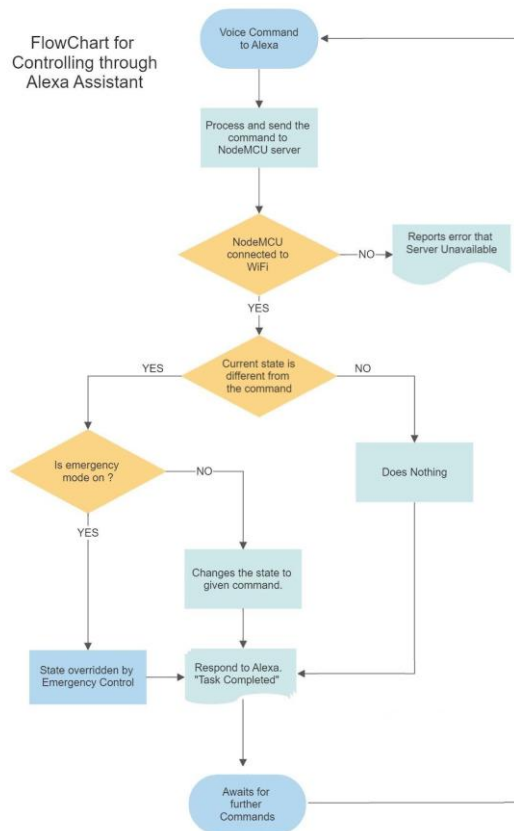 FlowChart for
Controlling through
Alexa Assistant
Voice Command
to Alexa
Process and send the
command to
NodeMCU server
NodeMCU
connected to
WiFi
NO
Reports error that
Server Unavailable
YES
Current state is
different from
the command
YES
NO
Is emergency
mode on ?
NO
Does Nothing
YES
Changes the state to
given command.
State overridden by
Emergency Control
Respond to Alexa.
"Task Completed"
Awaits for
further
Commands